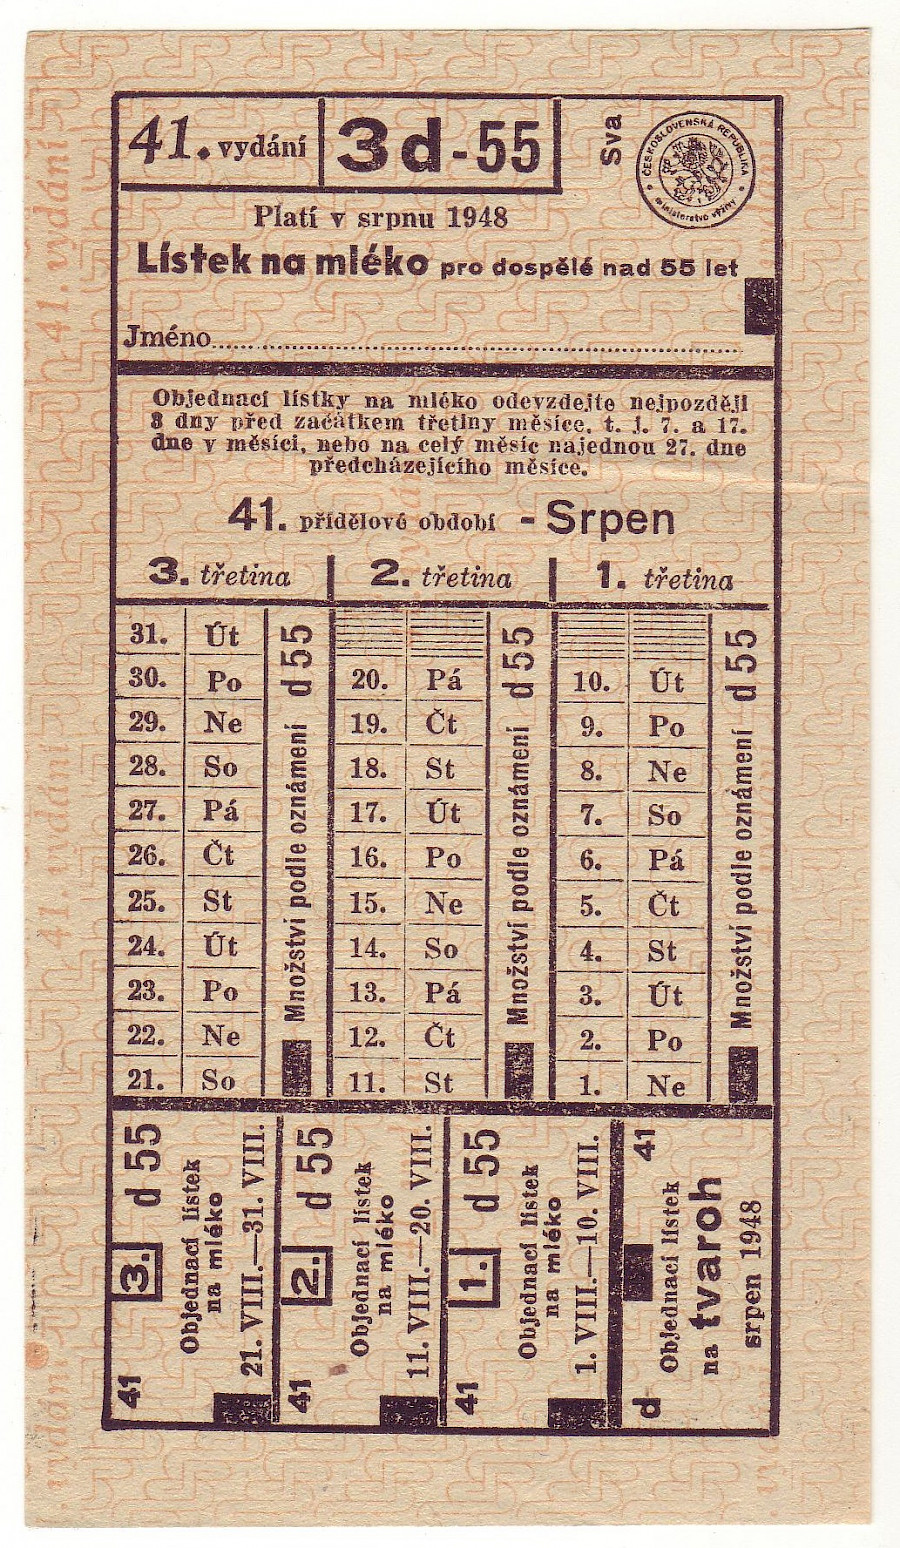 41. vydání
3d-55
Sva
ČESKOSLOVENSKÁ REPUBLIKA
ministerstvo výživy
Platí v srpnu 1948
Lístek na mléko pro dospělé nad 55 let
Jméno
Objednací lístky na mléko odevzdejte nejpozději
3 dny před začátkem třetiny měsíce, t. j. 7. a 17.
dne v měsíci, nebo na celý měsíc najednou 27. dne
předcházejícího měsíce.
41. přídělové období - Srpen
3. třetina 2. třetina 1. třetina
31. Út
30. Po 20. Pá 10. Út
29. Ne 19. Čt 9. Po
28. So 18. St 8. Ne
27. Pá 17. Út 7. So
26. Čt 16. Po 6. Pá
25. St 15. Ne 5. Čt
24. Út 14. So 4. St
23. Po 13. Pá 3. Út
22. Ne 12. Čt 2. Po
21. So 11. St 1. Ne
Množství podle oznámení d 55
Množství podle oznámení d 55
Množství podle oznámení d 55
41 3. d 55
Objednací lístek
na mléko
21. VIII.—31. VIII.
41 2. d 55
Objednací lístek
na mléko
11. VIII.—20. VIII.
41 1. d 55
Objednací lístek
na mléko
1. VIII.—10. VIII.
d 41
Objednací lístek
na tvaroh
srpen 1948
41. vydání
41. vydání
vydání